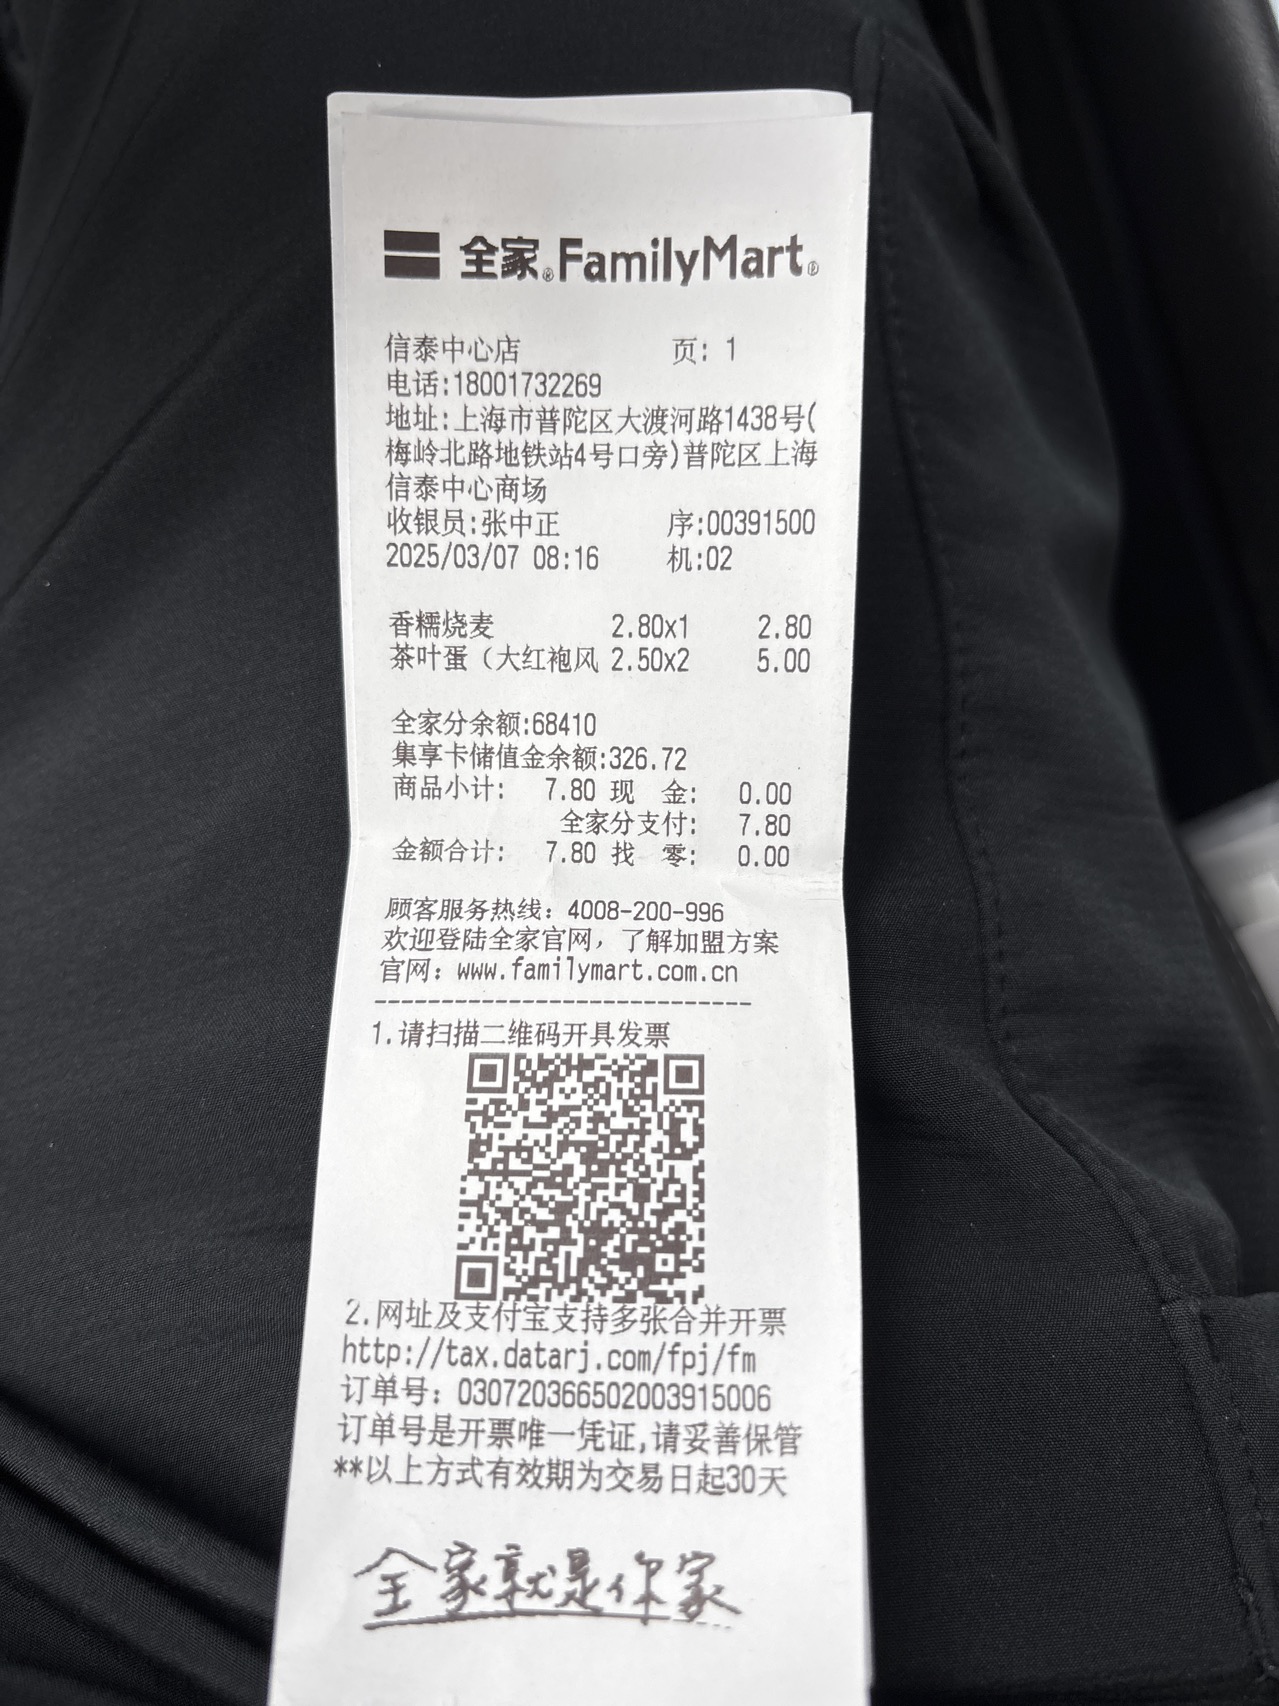 全家®FamilyMart®
信泰中心店 页: 1
电话:18001732269
地址:上海市普陀区大渡河路1438号(
梅岭北路地铁站4号口旁)普陀区上海
信泰中心商场
收银员:张中正 序:00391500
2025/03/07 08:16 机:02
香糯烧麦 2.80x1 2.80
茶叶蛋（大红袍风 2.50x2 5.00
全家分余额:68410
集享卡储值金余额:326.72
商品小计: 7.80 现 金: 0.00
全家分支付: 7.80
金额合计: 7.80 找 零: 0.00
顾客服务热线: 4008-200-996
欢迎登陆全家官网，了解加盟方案
官网: www.familymart.com.cn
----------------------------
1.请扫描二维码开具发票
2.网址及支付宝支持多张合并开票
http://tax.datarj.com/fpj/fm
订单号: 030720366502003915006
订单号是开票唯一凭证,请妥善保管
**以上方式有效期为交易日起30天
全家就是你家